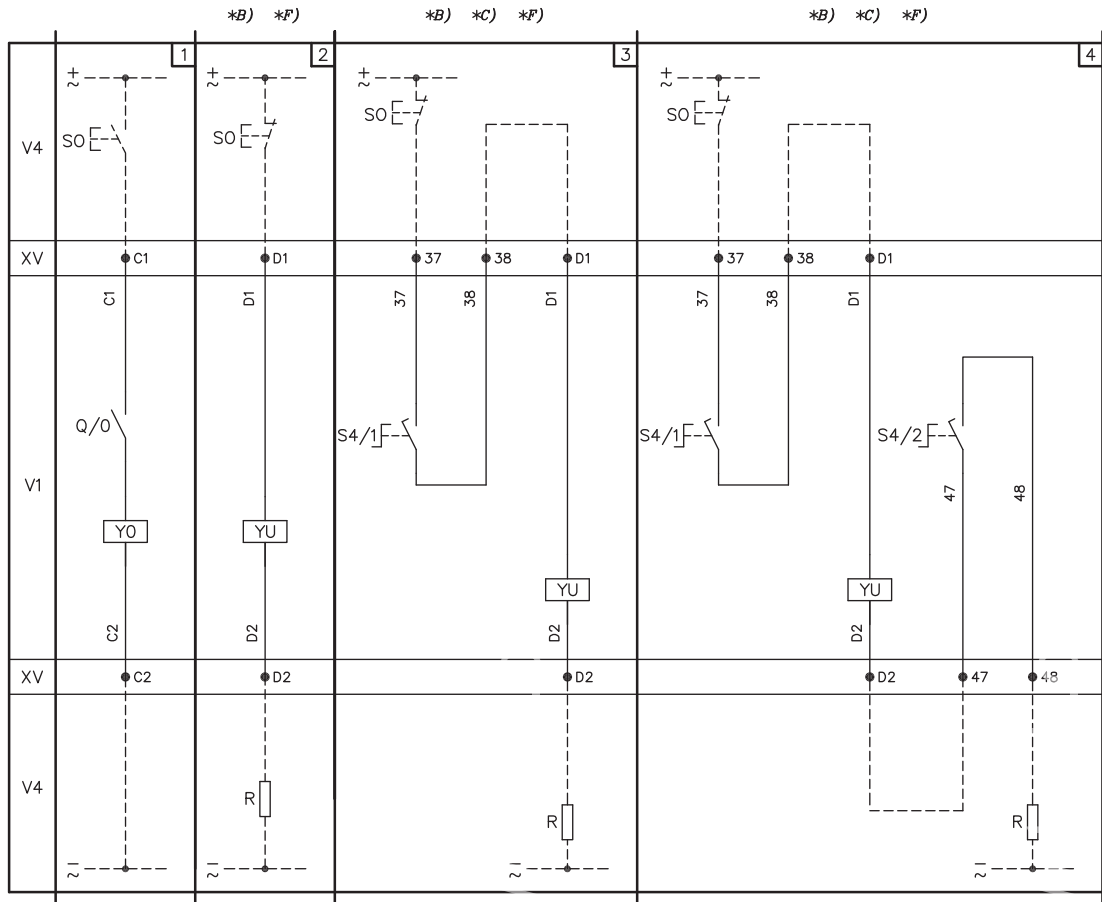 *B) *F) *B) *C) *F) *B) *C) *F)
1 2 3 4
+ ~ + ~ + ~ + ~
SO SO
V4 SO SO
XV C1 D1 37 38 D1 37 38 D1
C1 D1 37 38 D1 37 38 D1
Q/0 S4/1 S4/1 S4/2
V1 47 48
YO YU
YU YU
C2 D2 D2 D2
XV C2 D2 D2 D2 47 48
V4 R R R
− ~ − ~ − ~ − ~